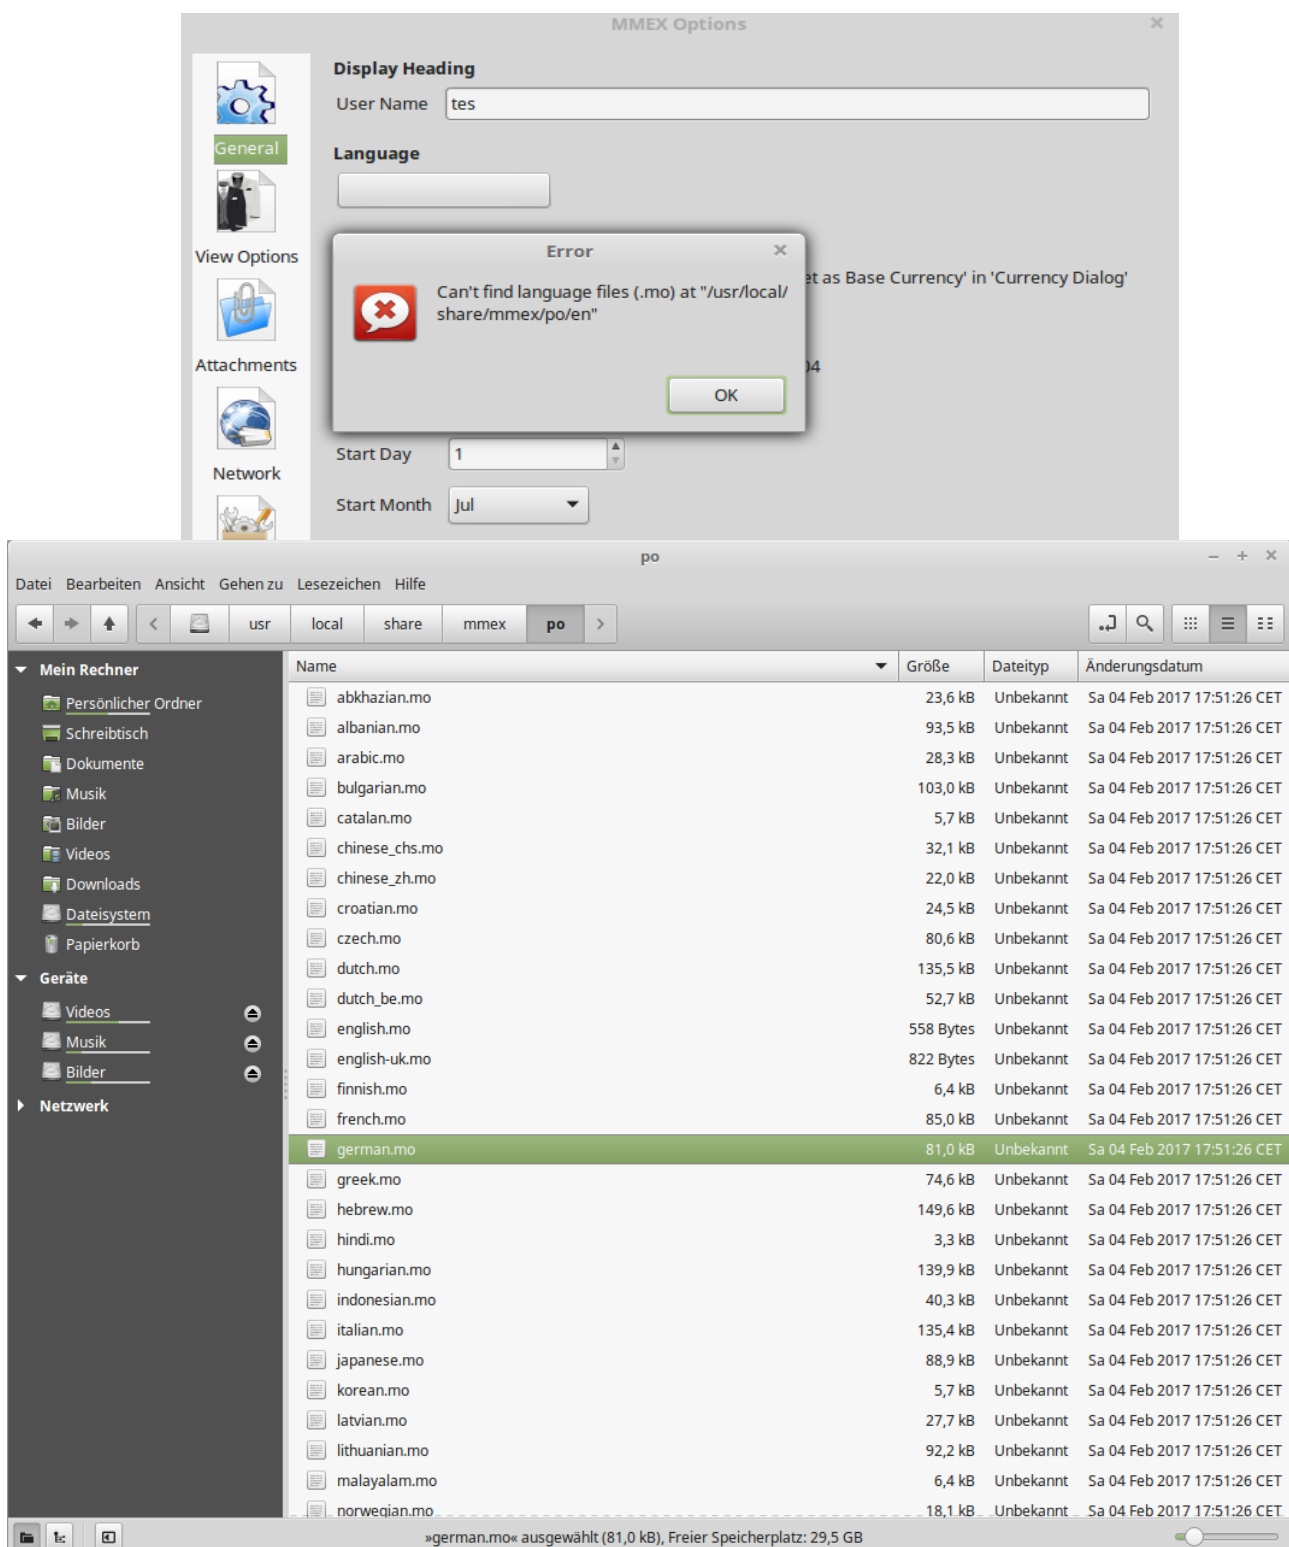 MMEX Options
Display Heading
User Name tes
General
Language
View Options
Error
Can't find language files (.mo) at "/usr/local/
share/mmex/po/en"
et as Base Currency' in 'Currency Dialog'
Attachments
04
OK
Network
Start Day 1
Start Month Jul
po
Datei Bearbeiten Ansicht Gehen zu Lesezeichen Hilfe
usr local share mmex po
Mein Rechner
Persönlicher Ordner
Schreibtisch
Dokumente
Musik
Bilder
Videos
Downloads
Dateisystem
Papierkorb
Geräte
Videos
Musik
Bilder
Netzwerk
Name Größe Dateityp Änderungsdatum
abkhazian.mo 23,6 kB Unbekannt Sa 04 Feb 2017 17:51:26 CET
albanian.mo 93,5 kB Unbekannt Sa 04 Feb 2017 17:51:26 CET
arabic.mo 28,3 kB Unbekannt Sa 04 Feb 2017 17:51:26 CET
bulgarian.mo 103,0 kB Unbekannt Sa 04 Feb 2017 17:51:26 CET
catalan.mo 5,7 kB Unbekannt Sa 04 Feb 2017 17:51:26 CET
chinese_chs.mo 32,1 kB Unbekannt Sa 04 Feb 2017 17:51:26 CET
chinese_zh.mo 22,0 kB Unbekannt Sa 04 Feb 2017 17:51:26 CET
croatian.mo 24,5 kB Unbekannt Sa 04 Feb 2017 17:51:26 CET
czech.mo 80,6 kB Unbekannt Sa 04 Feb 2017 17:51:26 CET
dutch.mo 135,5 kB Unbekannt Sa 04 Feb 2017 17:51:26 CET
dutch_be.mo 52,7 kB Unbekannt Sa 04 Feb 2017 17:51:26 CET
english.mo 558 Bytes Unbekannt Sa 04 Feb 2017 17:51:26 CET
english-uk.mo 822 Bytes Unbekannt Sa 04 Feb 2017 17:51:26 CET
finnish.mo 6,4 kB Unbekannt Sa 04 Feb 2017 17:51:26 CET
french.mo 85,0 kB Unbekannt Sa 04 Feb 2017 17:51:26 CET
german.mo 81,0 kB Unbekannt Sa 04 Feb 2017 17:51:26 CET
greek.mo 74,6 kB Unbekannt Sa 04 Feb 2017 17:51:26 CET
hebrew.mo 149,6 kB Unbekannt Sa 04 Feb 2017 17:51:26 CET
hindi.mo 3,3 kB Unbekannt Sa 04 Feb 2017 17:51:26 CET
hungarian.mo 139,9 kB Unbekannt Sa 04 Feb 2017 17:51:26 CET
indonesian.mo 40,3 kB Unbekannt Sa 04 Feb 2017 17:51:26 CET
italian.mo 135,4 kB Unbekannt Sa 04 Feb 2017 17:51:26 CET
japanese.mo 88,9 kB Unbekannt Sa 04 Feb 2017 17:51:26 CET
korean.mo 5,7 kB Unbekannt Sa 04 Feb 2017 17:51:26 CET
latvian.mo 27,7 kB Unbekannt Sa 04 Feb 2017 17:51:26 CET
lithuanian.mo 92,2 kB Unbekannt Sa 04 Feb 2017 17:51:26 CET
malayalam.mo 6,4 kB Unbekannt Sa 04 Feb 2017 17:51:26 CET
norwegian.mo 18,1 kB Unbekannt Sa 04 Feb 2017 17:51:26 CET
»german.mo« ausgewählt (81,0 kB), Freier Speicherplatz: 29,5 GB